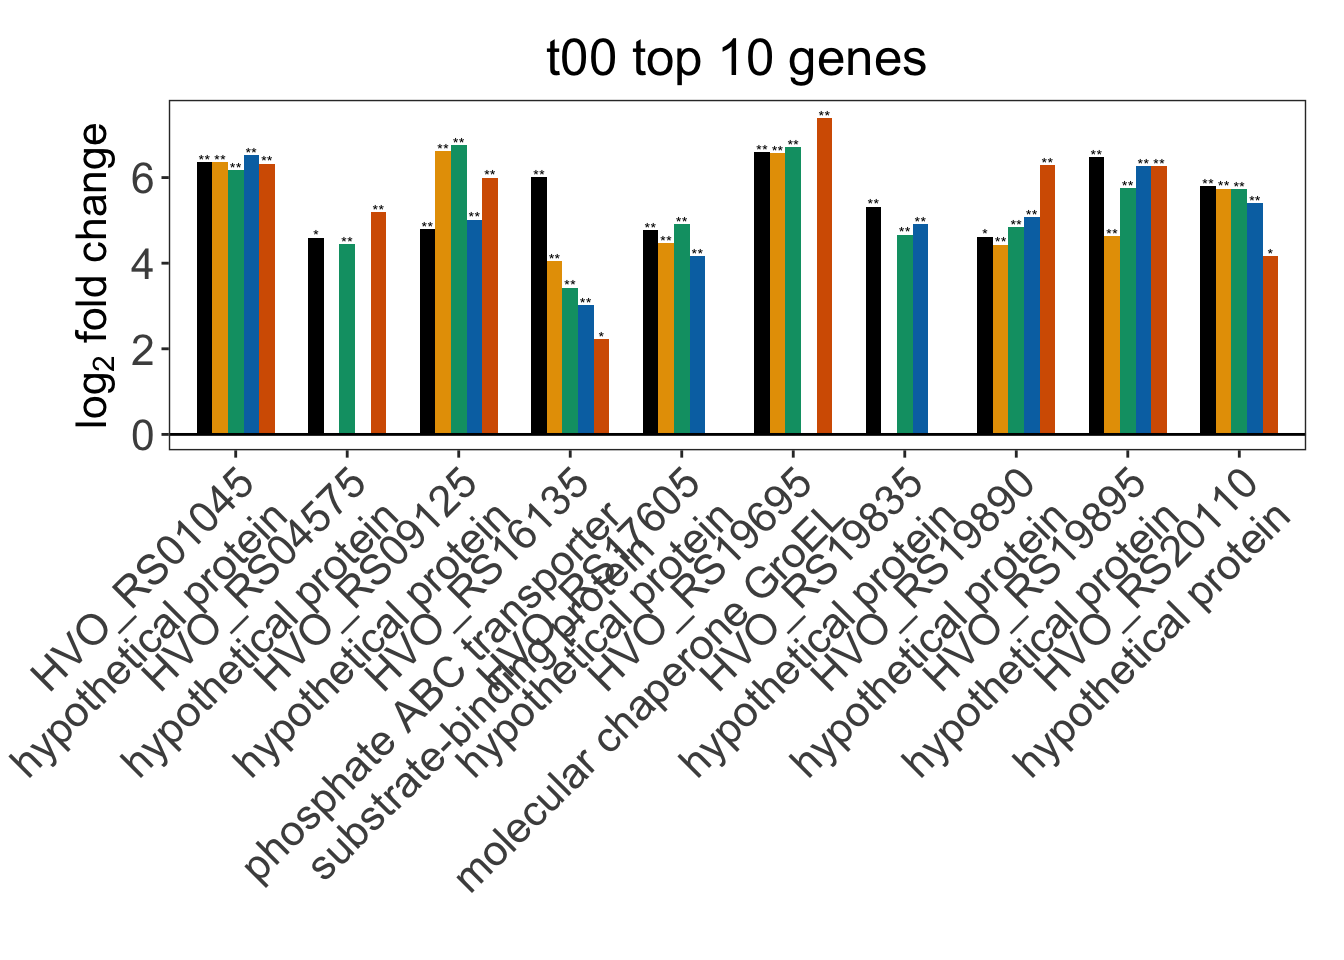 t00 top 10 genes
log2 fold change
6
4
2
0
** ** ** ** **
* ** **
** ** ** ** **
** ** ** ** *
** ** ** **
** ** ** **
** ** **
* ** ** ** **
** ** ** ** **
** ** ** ** *
HVO_RS01045
hypothetical protein
HVO_RS04575
hypothetical protein
HVO_RS09125
hypothetical protein
HVO_RS16135
phosphate ABC transporter
substrate-binding protein
HVO_RS17605
hypothetical protein
HVO_RS19695
molecular chaperone GroEL
HVO_RS19835
hypothetical protein
HVO_RS19890
hypothetical protein
HVO_RS19895
hypothetical protein
HVO_RS20110
hypothetical protein